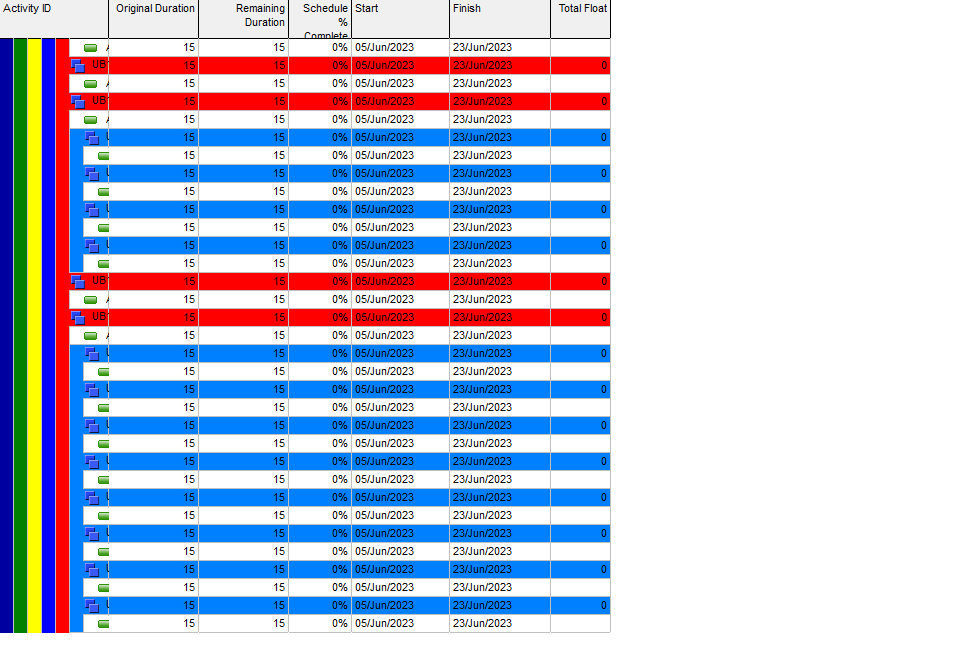 Activity ID Original Duration Remaining Duration Schedule % Complete Start Finish Total Float
15 15 0% 05/Jun/2023 23/Jun/2023
UB 15 15 0% 05/Jun/2023 23/Jun/2023 0
15 15 0% 05/Jun/2023 23/Jun/2023
UB 15 15 0% 05/Jun/2023 23/Jun/2023 0
15 15 0% 05/Jun/2023 23/Jun/2023
15 15 0% 05/Jun/2023 23/Jun/2023 0
15 15 0% 05/Jun/2023 23/Jun/2023
15 15 0% 05/Jun/2023 23/Jun/2023 0
15 15 0% 05/Jun/2023 23/Jun/2023
15 15 0% 05/Jun/2023 23/Jun/2023 0
15 15 0% 05/Jun/2023 23/Jun/2023
15 15 0% 05/Jun/2023 23/Jun/2023 0
15 15 0% 05/Jun/2023 23/Jun/2023
UB 15 15 0% 05/Jun/2023 23/Jun/2023 0
15 15 0% 05/Jun/2023 23/Jun/2023
UB 15 15 0% 05/Jun/2023 23/Jun/2023 0
15 15 0% 05/Jun/2023 23/Jun/2023
15 15 0% 05/Jun/2023 23/Jun/2023 0
15 15 0% 05/Jun/2023 23/Jun/2023
15 15 0% 05/Jun/2023 23/Jun/2023 0
15 15 0% 05/Jun/2023 23/Jun/2023
15 15 0% 05/Jun/2023 23/Jun/2023 0
15 15 0% 05/Jun/2023 23/Jun/2023
15 15 0% 05/Jun/2023 23/Jun/2023 0
15 15 0% 05/Jun/2023 23/Jun/2023
15 15 0% 05/Jun/2023 23/Jun/2023 0
15 15 0% 05/Jun/2023 23/Jun/2023
15 15 0% 05/Jun/2023 23/Jun/2023 0
15 15 0% 05/Jun/2023 23/Jun/2023
15 15 0% 05/Jun/2023 23/Jun/2023 0
15 15 0% 05/Jun/2023 23/Jun/2023
15 15 0% 05/Jun/2023 23/Jun/2023 0
15 15 0% 05/Jun/2023 23/Jun/2023